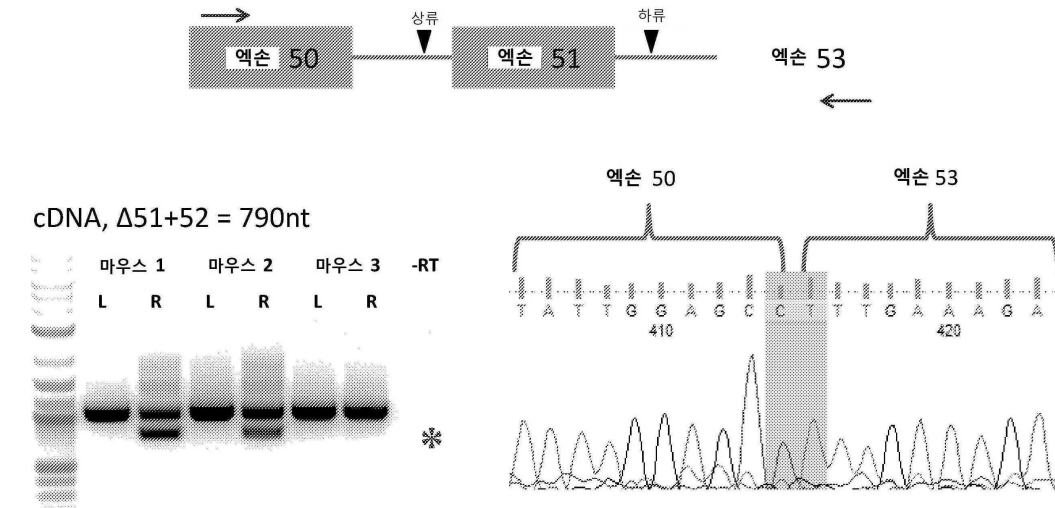 상류
하류
엑손 50
엑손 51
엑손 53
엑손 50
엑손 53
cDNA, Δ51+52 = 790nt
마우스 1 마우스 2 마우스 3 -RT
L R L R L R
T A T T G G A G C C T T T G A A A G A
410 420
*